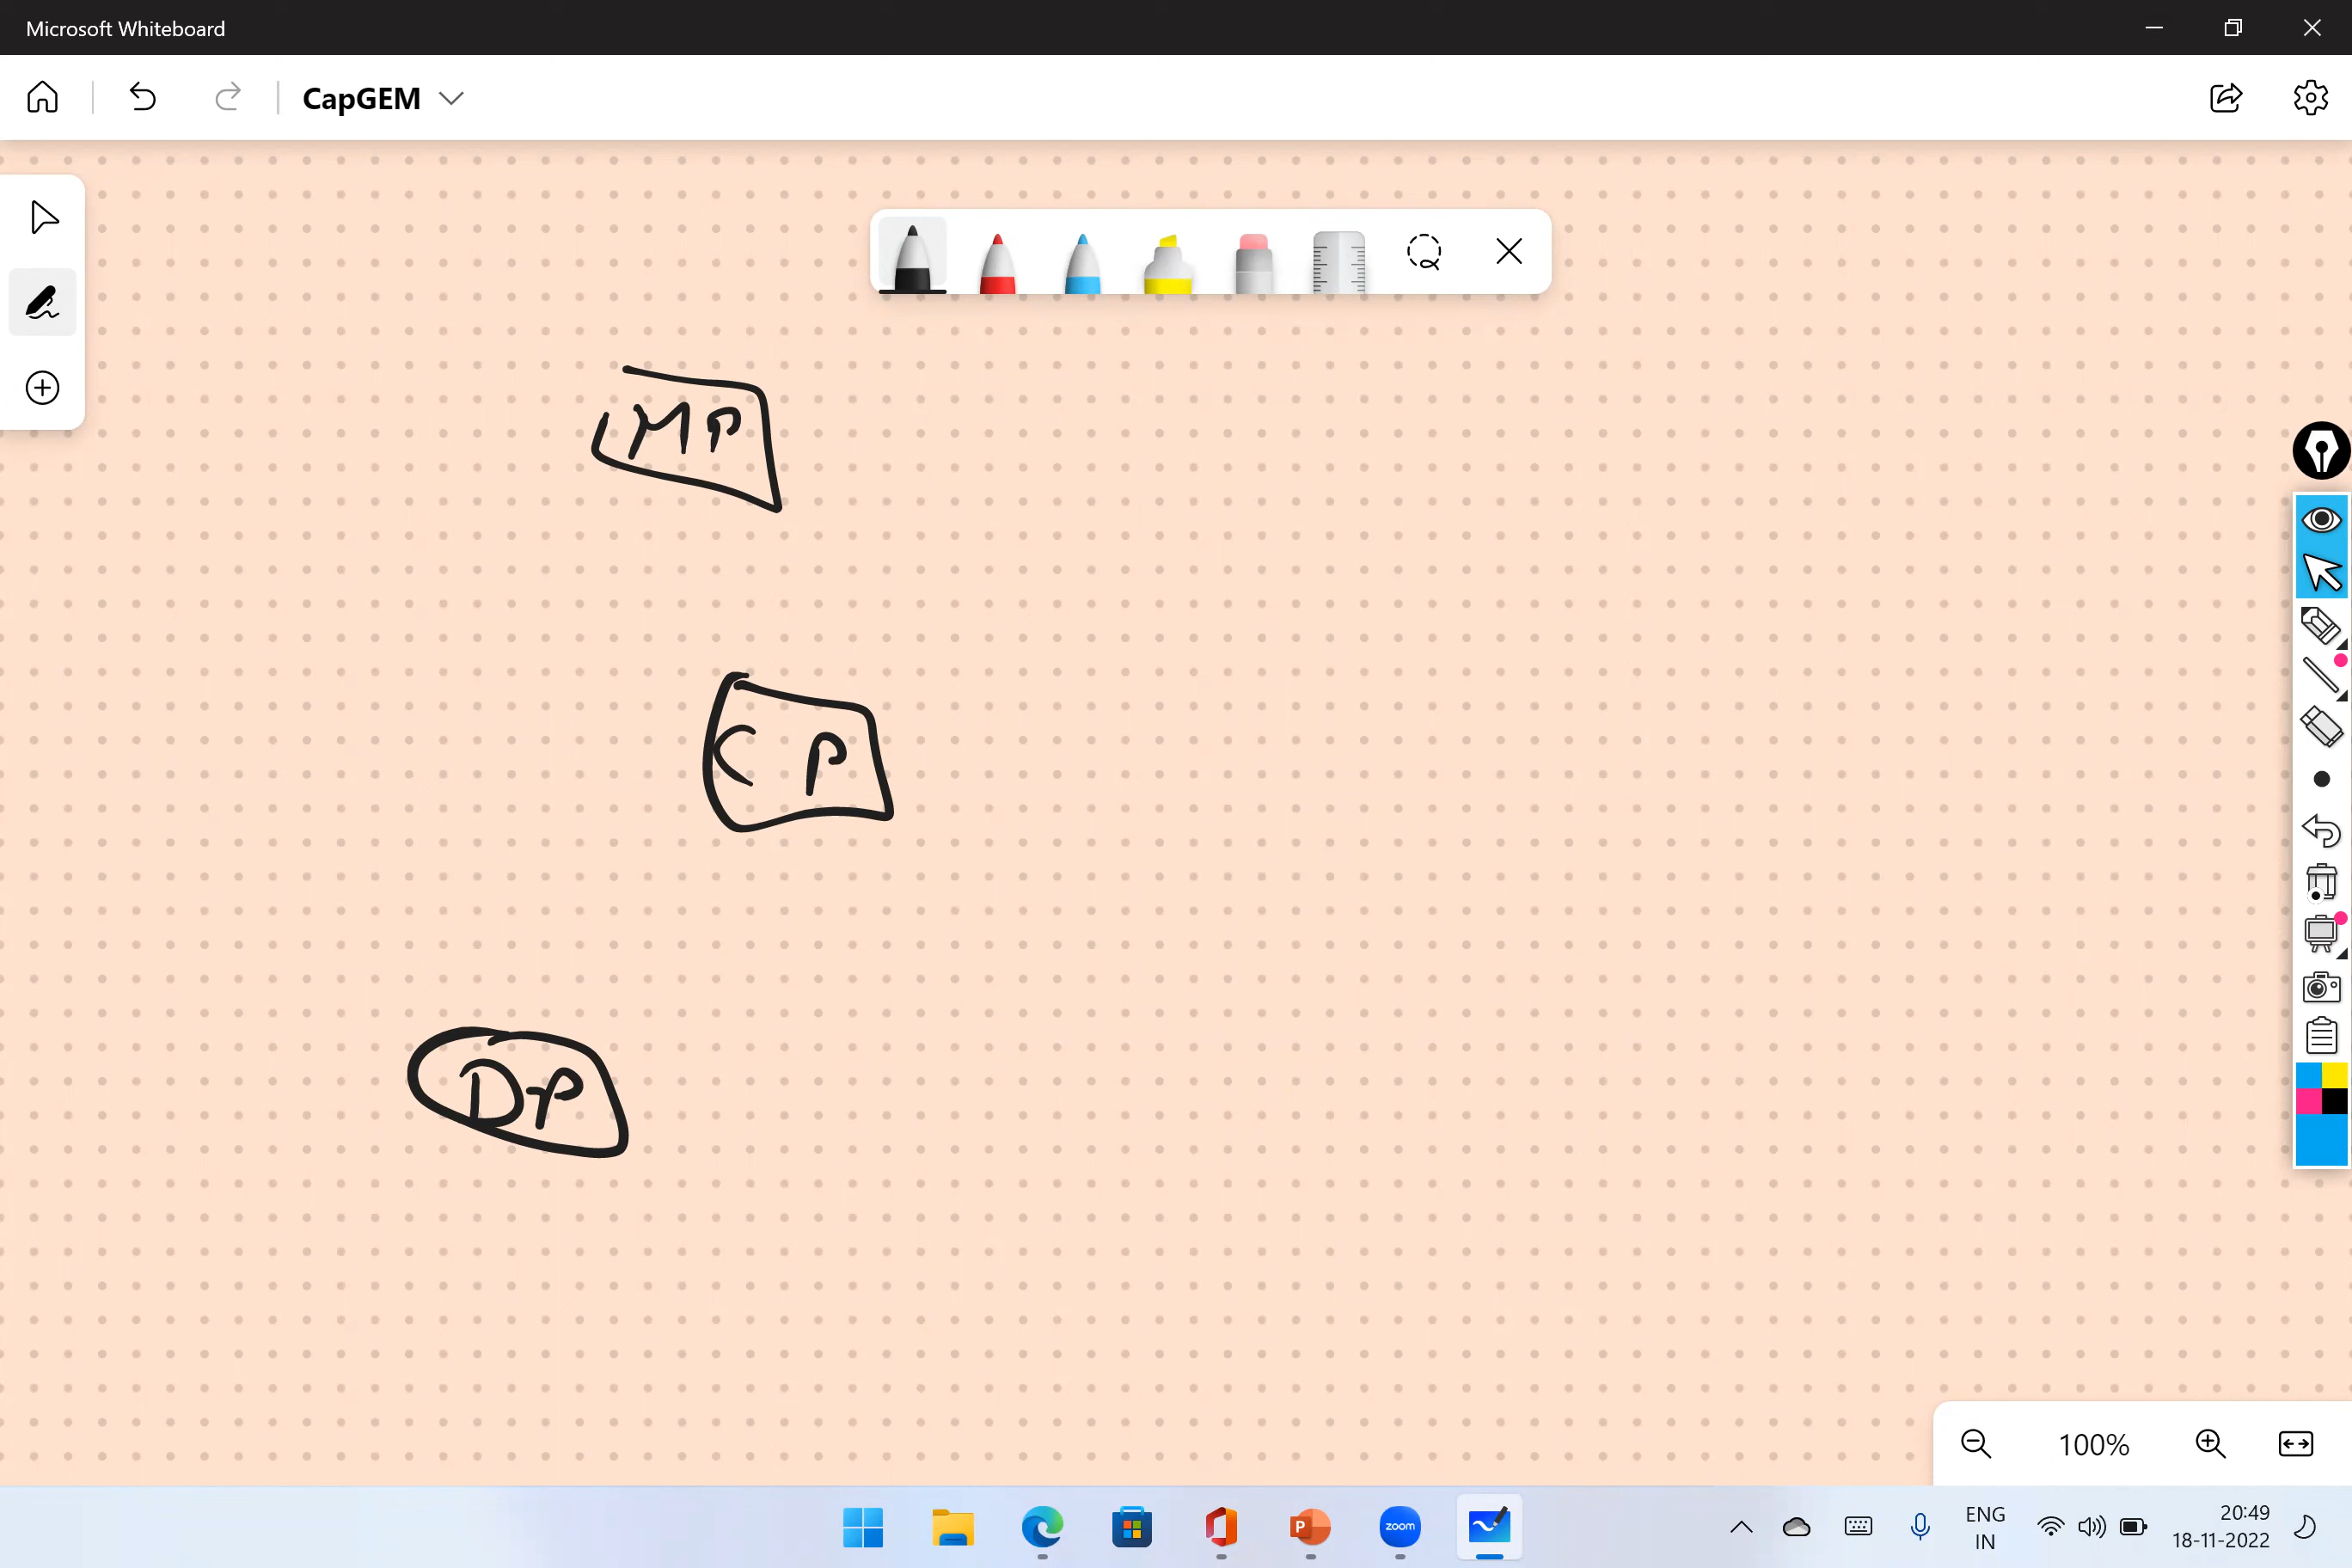 Microsoft Whiteboard
CapGEM
MP
CP
DP
100%
zoom
ENG
IN
20:49
18-11-2022